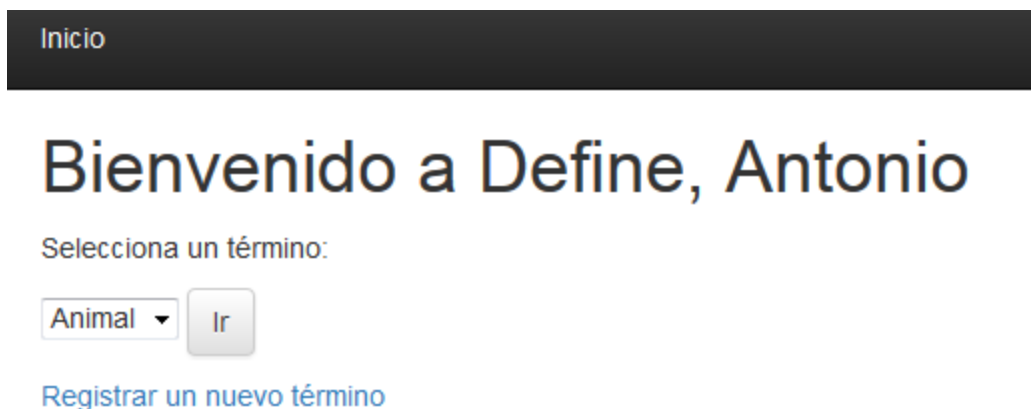 Inicio
Bienvenido a Define, Antonio
Selecciona un término:
Animal Ir
Registrar un nuevo término